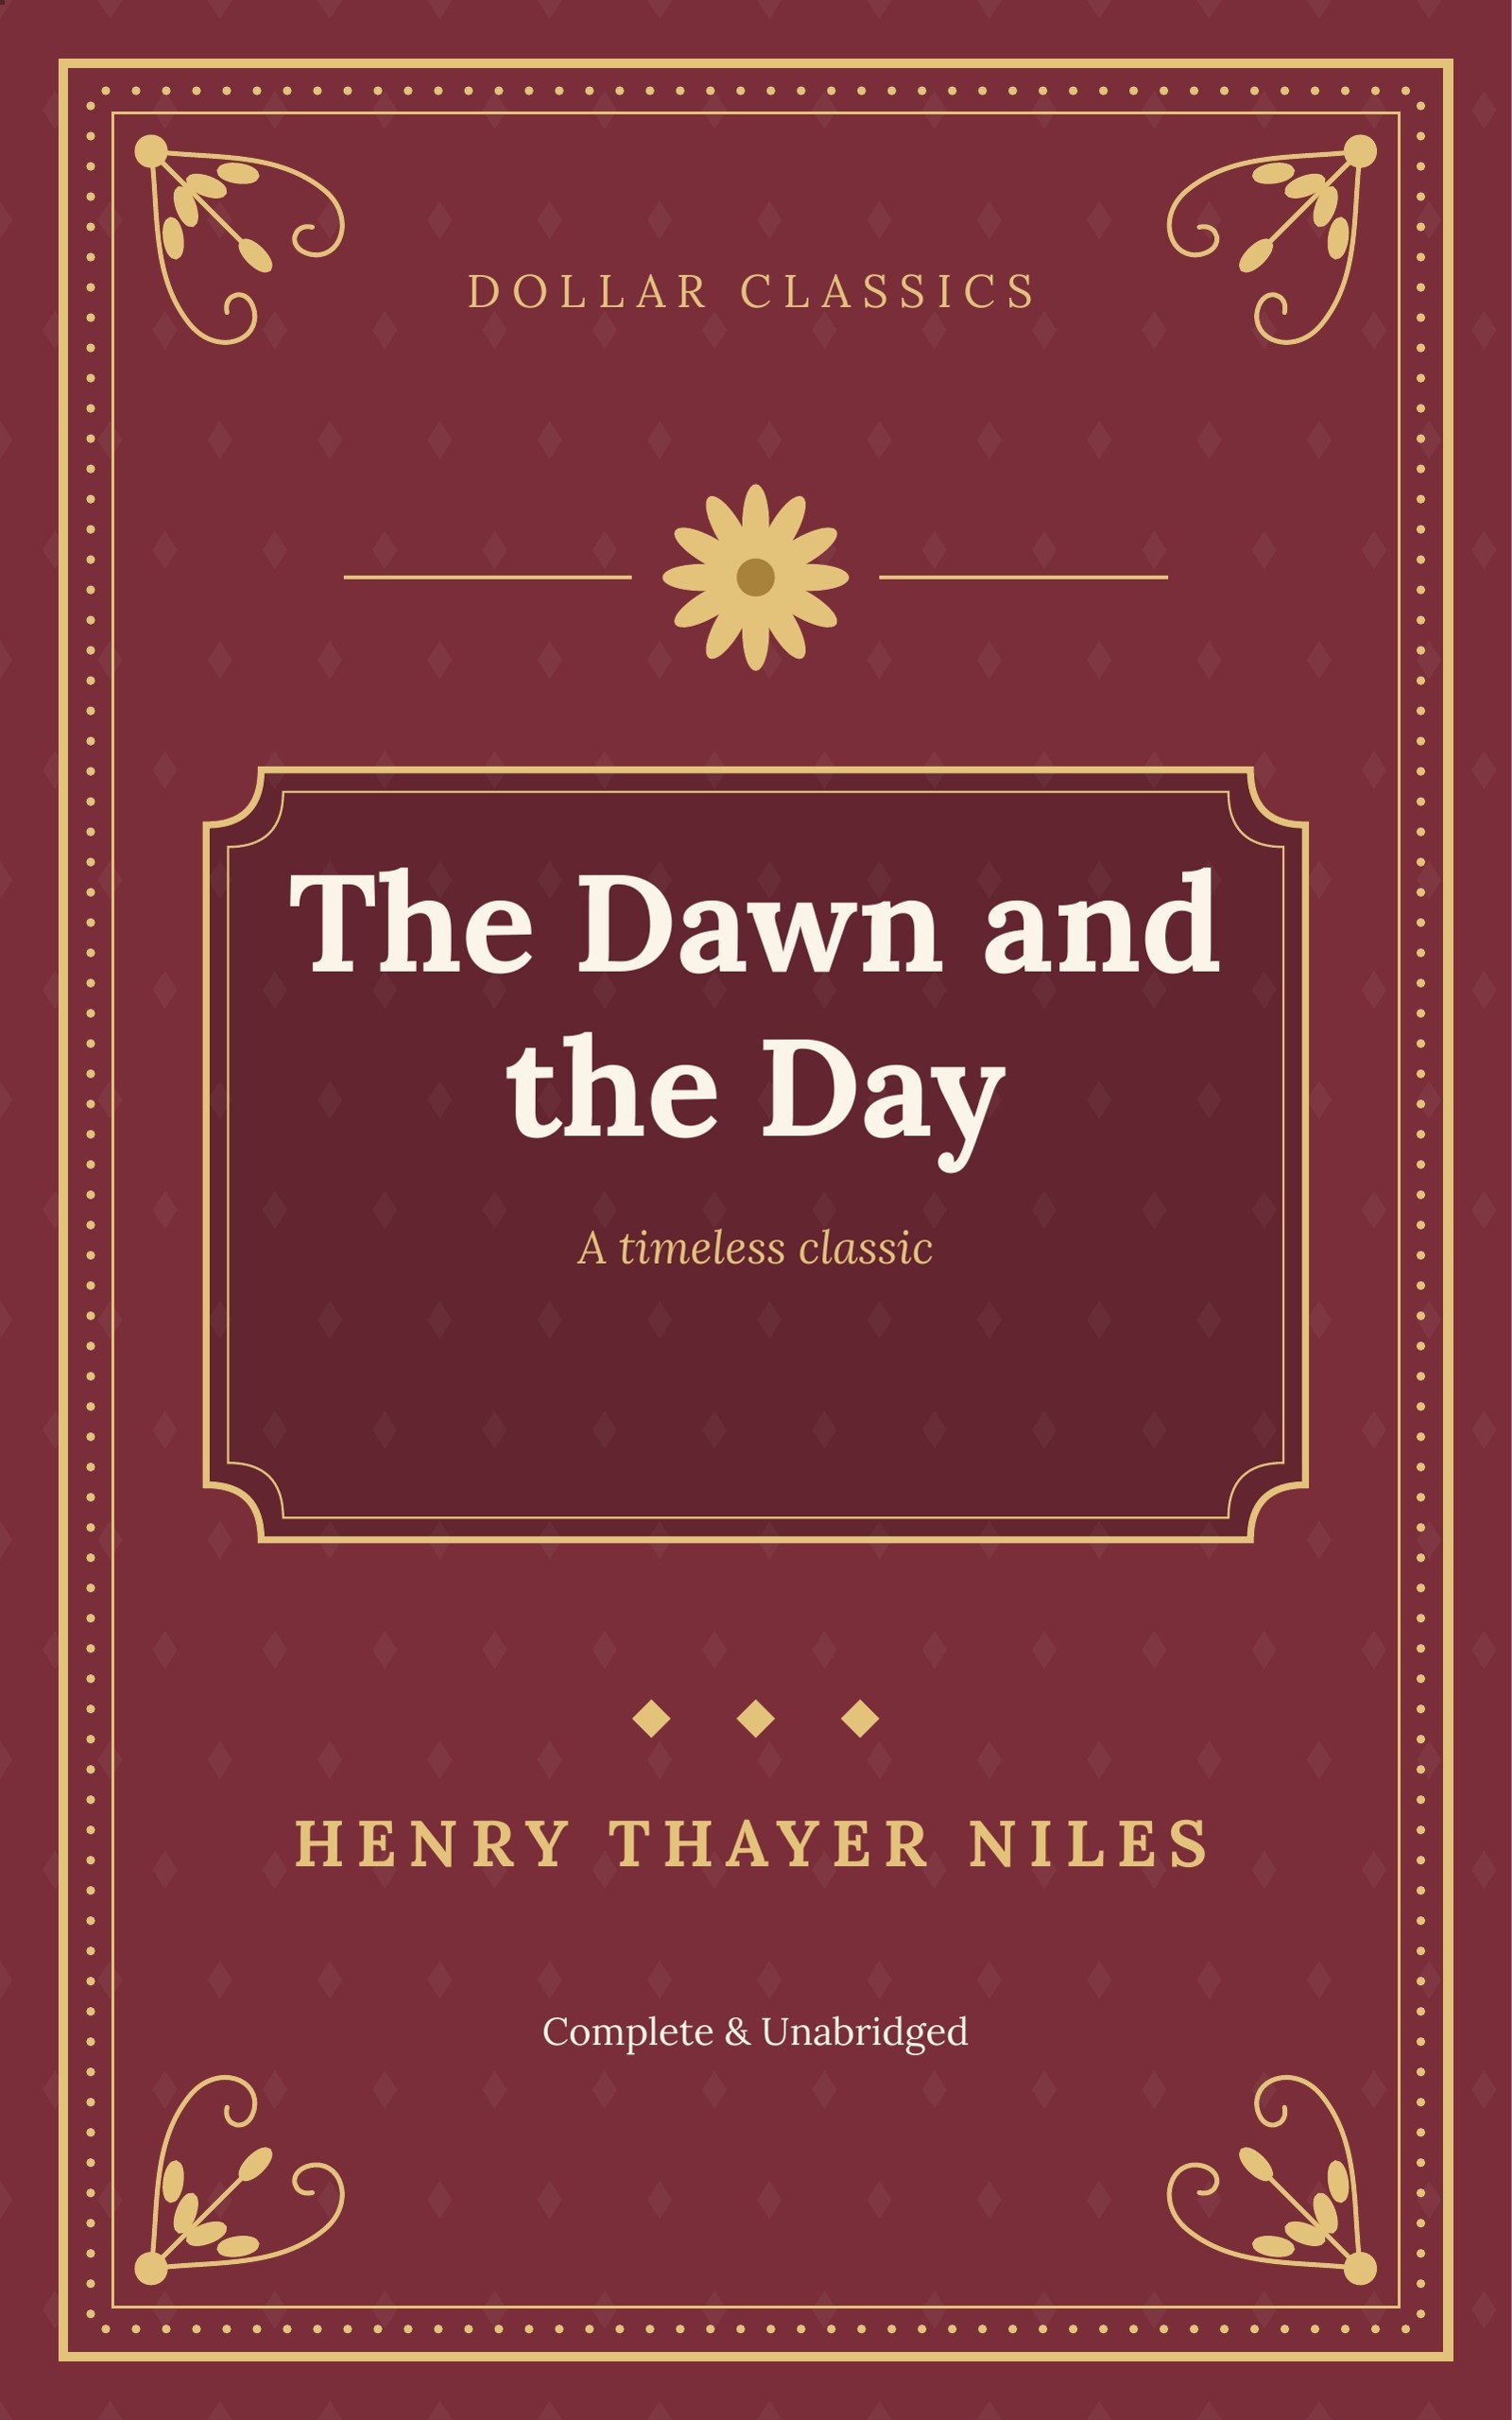 DOLLAR CLASSICS
The Dawn and
the Day
A timeless classic
HENRY THAYER NILES
Complete & Unabridged